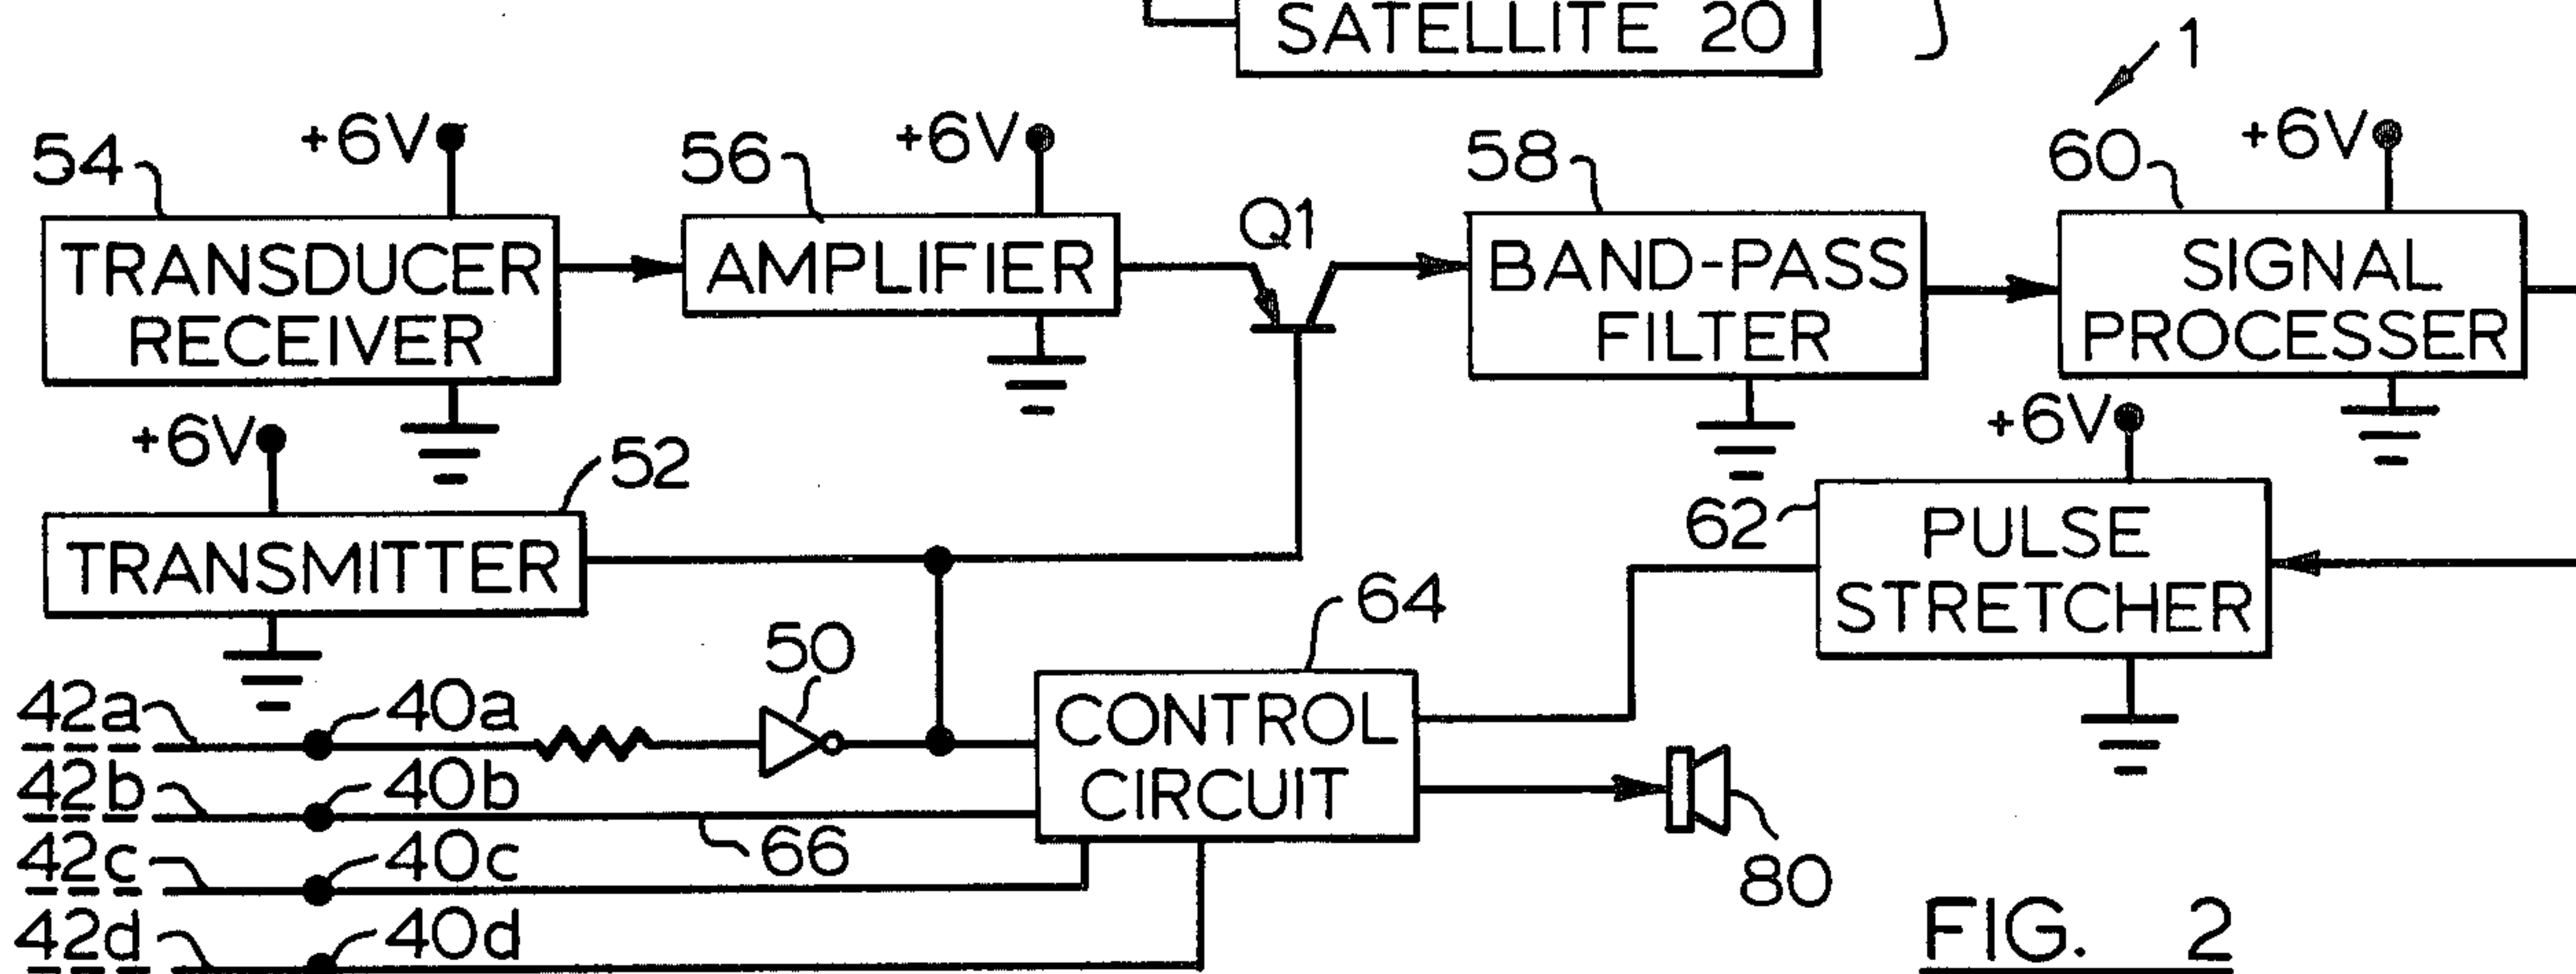 SATELLITE 20
1
54
+6V
56
+6V
Q1
58
60
+6V
TRANSDUCER
RECEIVER
AMPLIFIER
BAND-PASS
FILTER
SIGNAL
PROCESSER
+6V
52
TRANSMITTER
+6V
62
PULSE
STRETCHER
50
64
42a
40a
CONTROL
CIRCUIT
42b
40b
66
42c
40c
80
42d
40d
FIG. 2